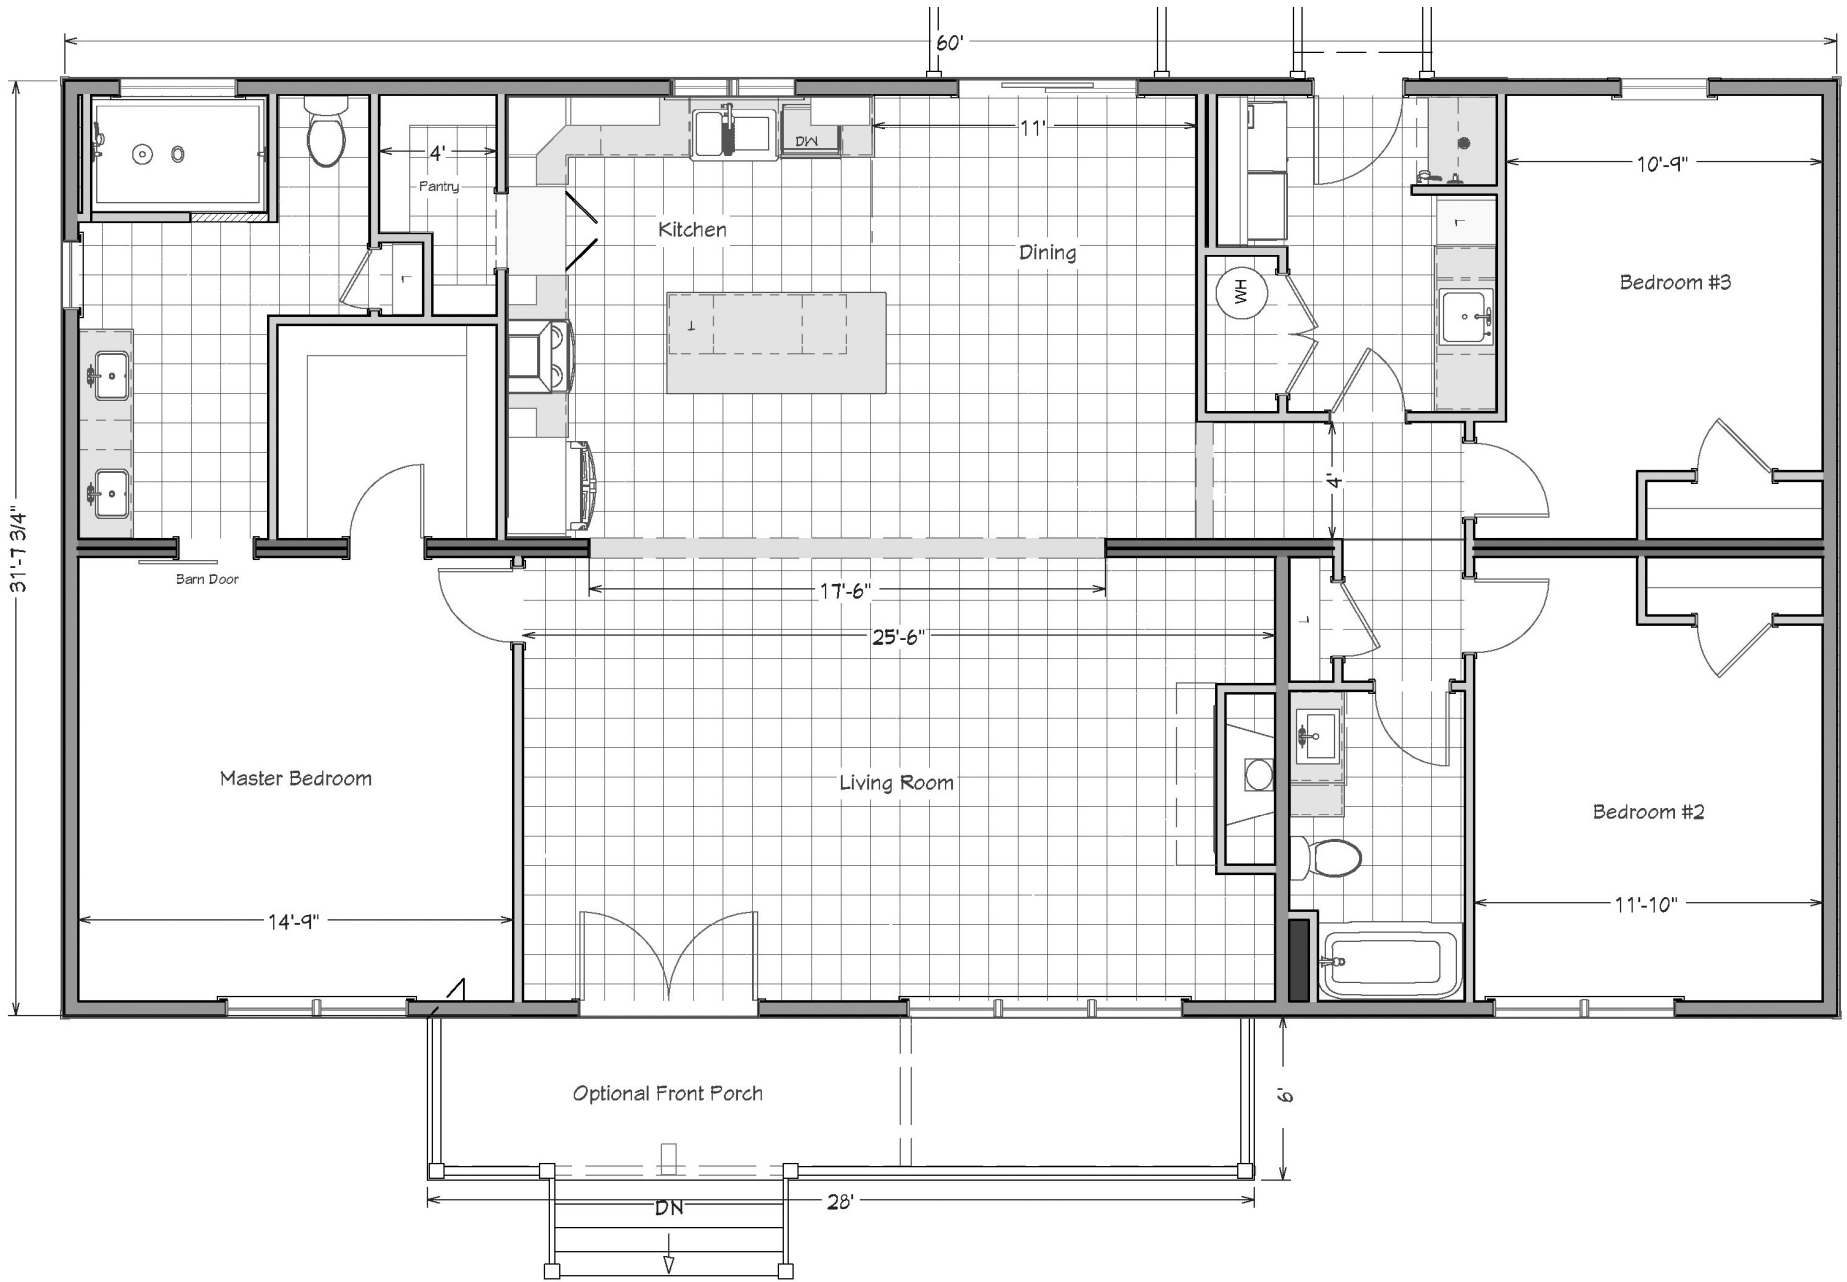 60'
11'
DW
4'
Pantry
10'-9"
Kitchen
Dining
L
L
WH
Bedroom #3
T
4'
31'-7 3/4"
Barn Door
17'-6"
25'-6"
L
Master Bedroom
Living Room
Bedroom #2
14'-9"
11'-10"
Optional Front Porch
6'
28'
DN